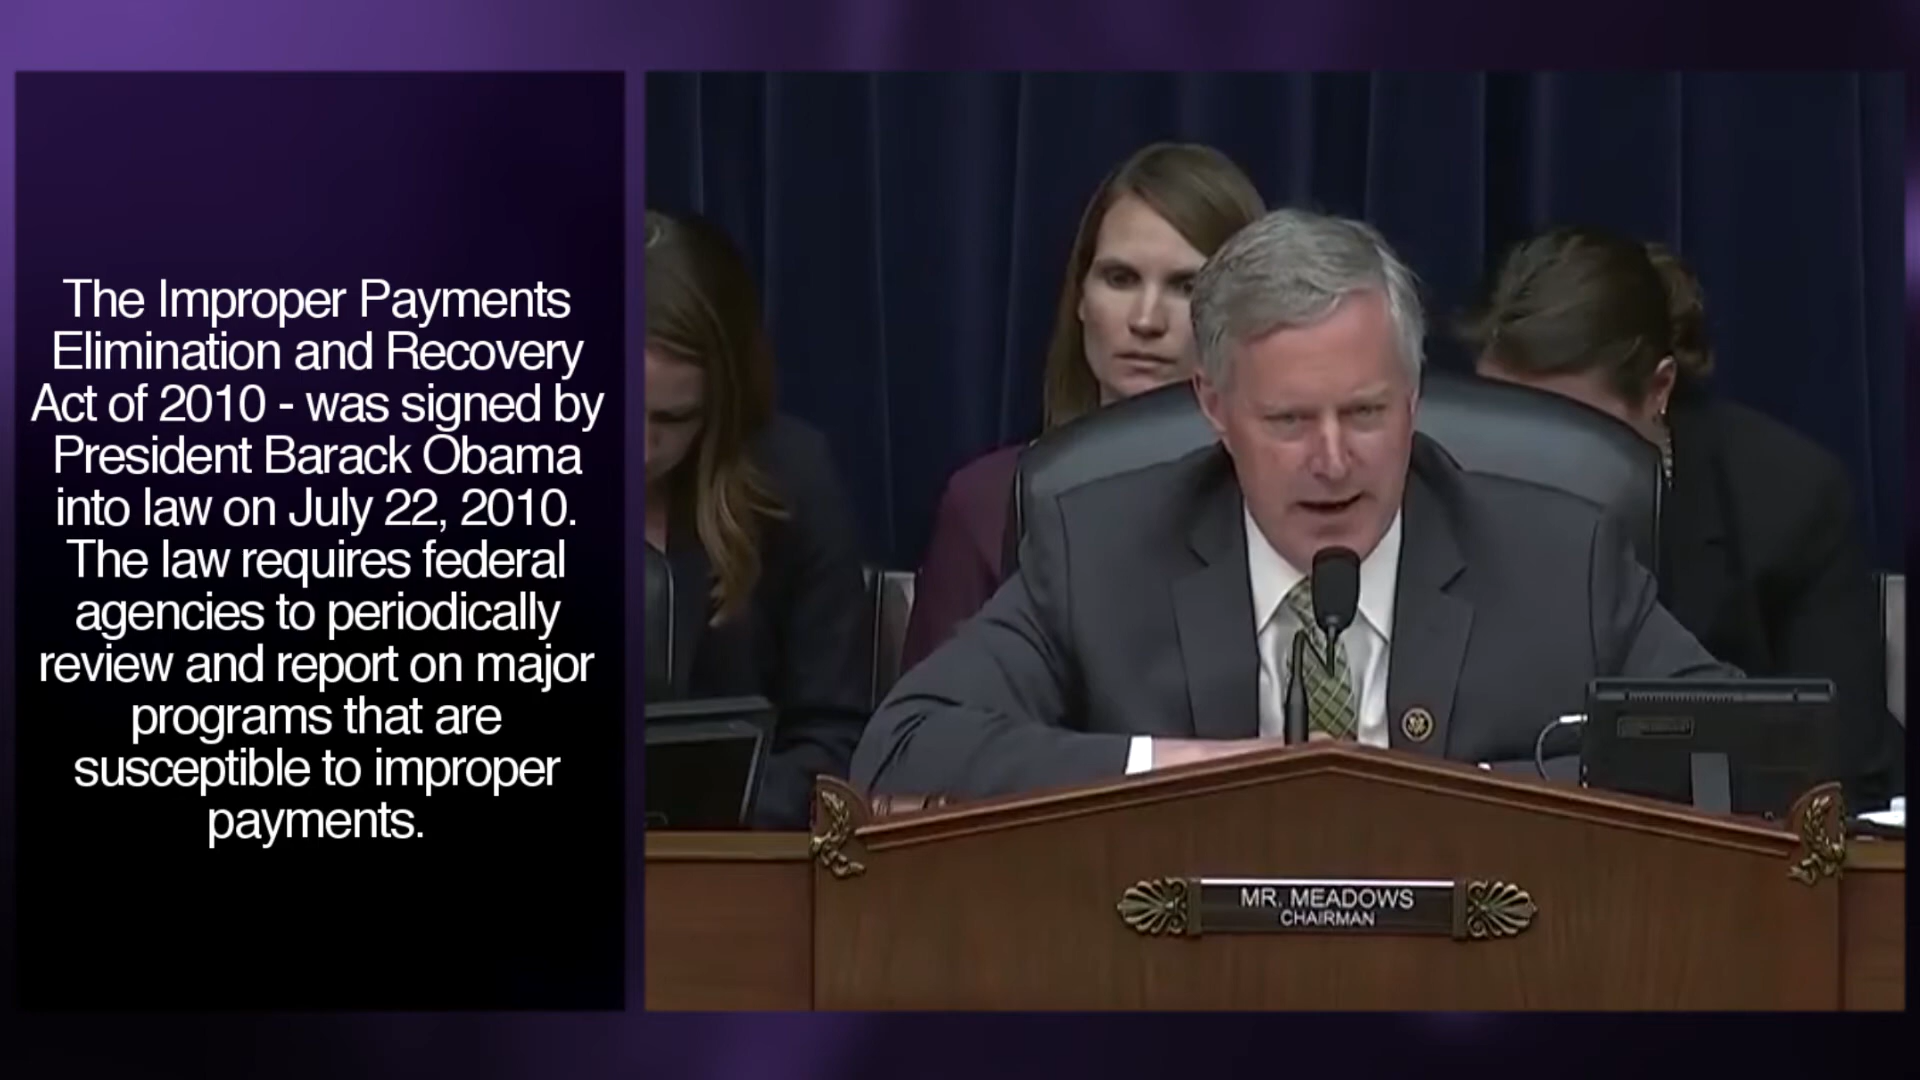 The Improper Payments
Elimination and Recovery
Act of 2010 - was signed by
President Barack Obama
into law on July 22, 2010.
The law requires federal
agencies to periodically
review and report on major
programs that are
susceptible to improper
payments.
MR. MEADOWS
CHAIRMAN